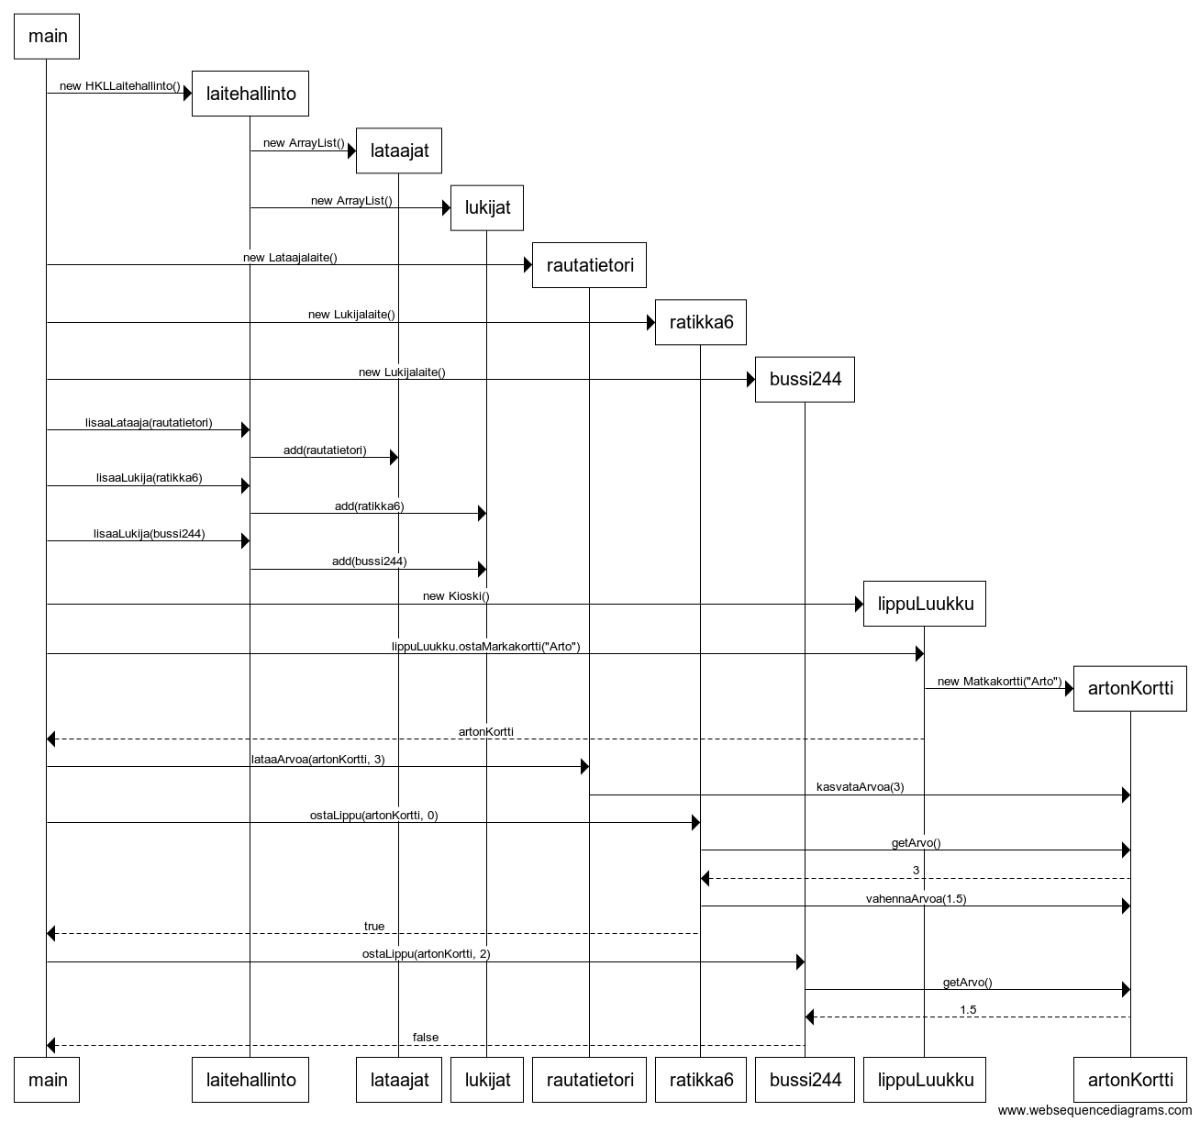 main
new HKLLaitehallinto()
laitehallinto
new ArrayList()
lataajat
new ArrayList()
lukijat
new Lataajalaite()
rautatietori
new Lukijalaite()
ratikka6
new Lukijalaite()
bussi244
lisaaLataaja(rautatietori)
add(rautatietori)
lisaaLukija(ratikka6)
add(ratikka6)
lisaaLukija(bussi244)
add(bussi244)
new Kioski()
lippuLuukku
lippuLuukku.ostaMarkakortti("Arto")
new Matkakortti("Arto")
artonKortti
artonKortti
lataaArvoa(artonKortti, 3)
kasvataArvoa(3)
ostaLippu(artonKortti, 0)
getArvo()
3
vahennaArvoa(1.5)
true
ostaLippu(artonKortti, 2)
getArvo()
1.5
false
main laitehallinto lataajat lukijat rautatietori ratikka6 bussi244 lippuLuukku artonKortti
www.websequencediagrams.com